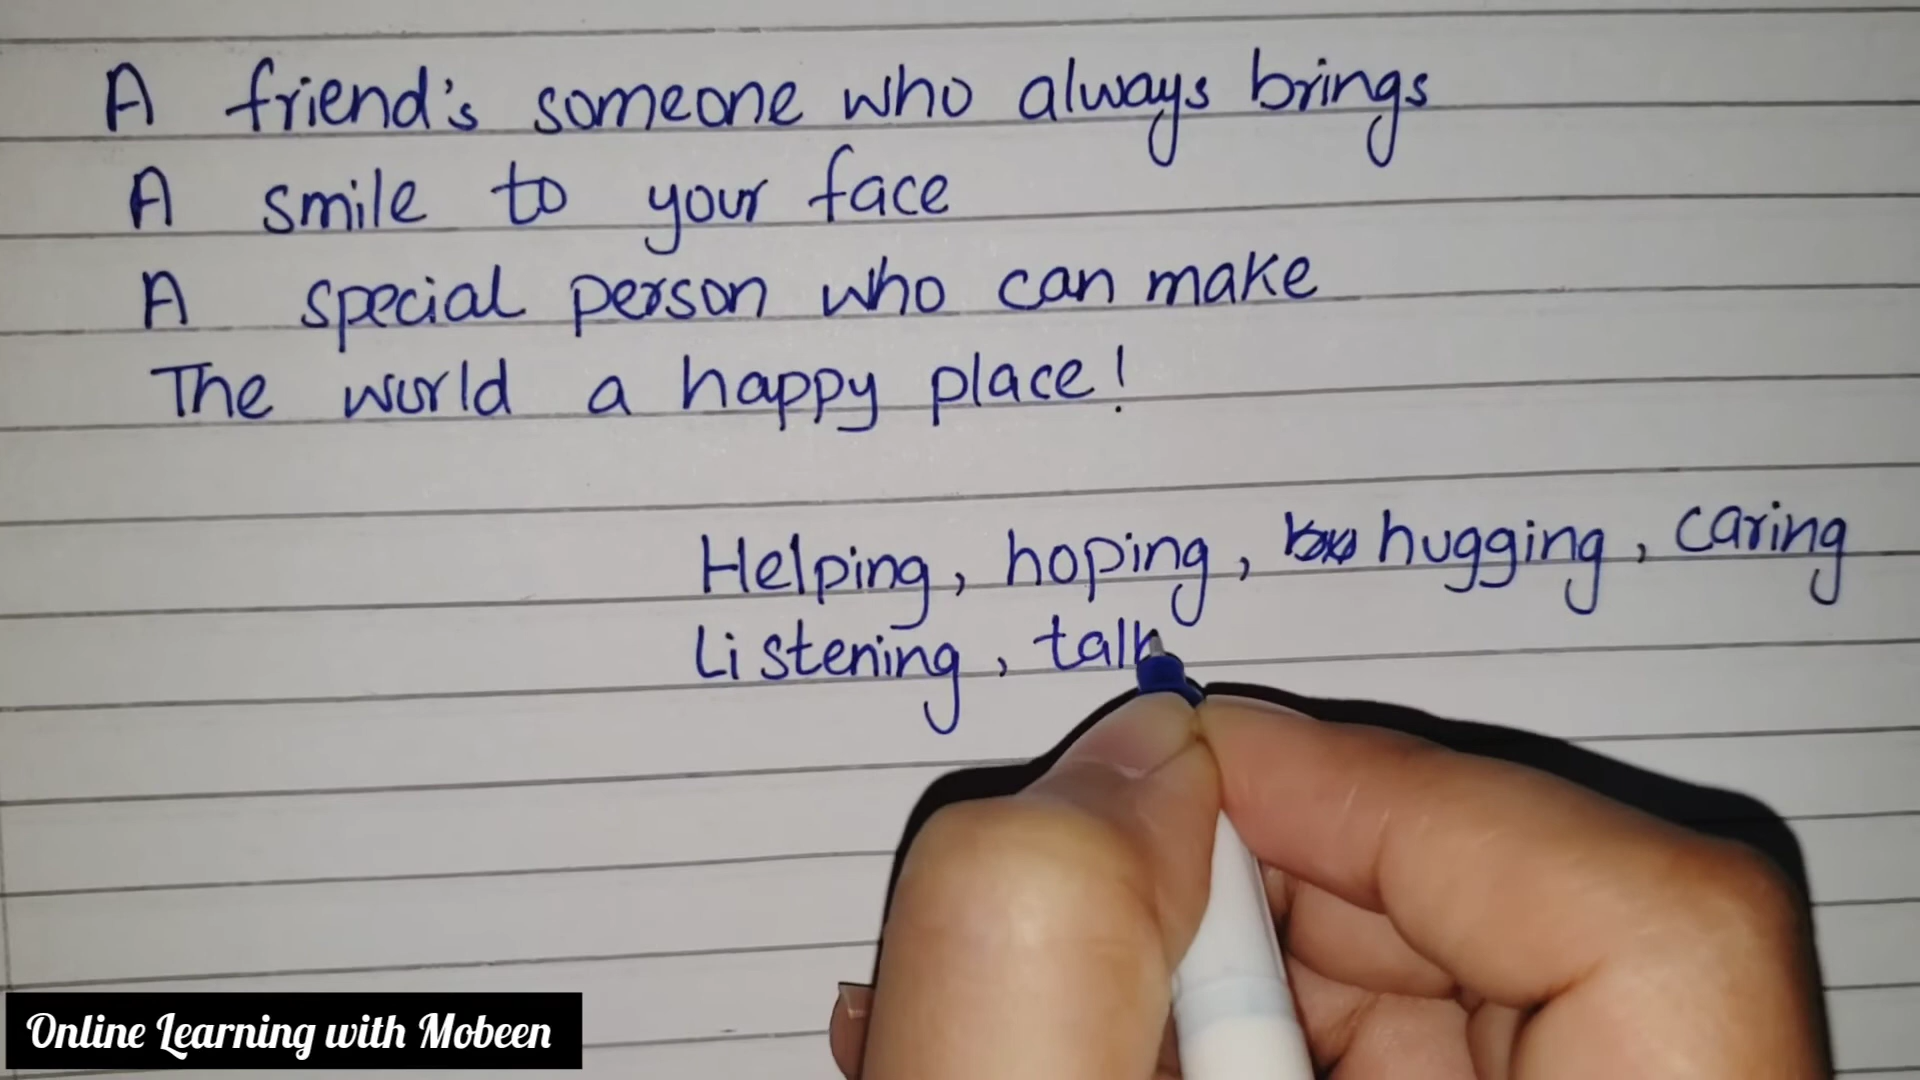 A friend's someone who always brings
A smile to your face
A special person who can make
The world a happy place!
Helping, hoping, hugging, caring
Listening, talk
Online Learning with Mobeen